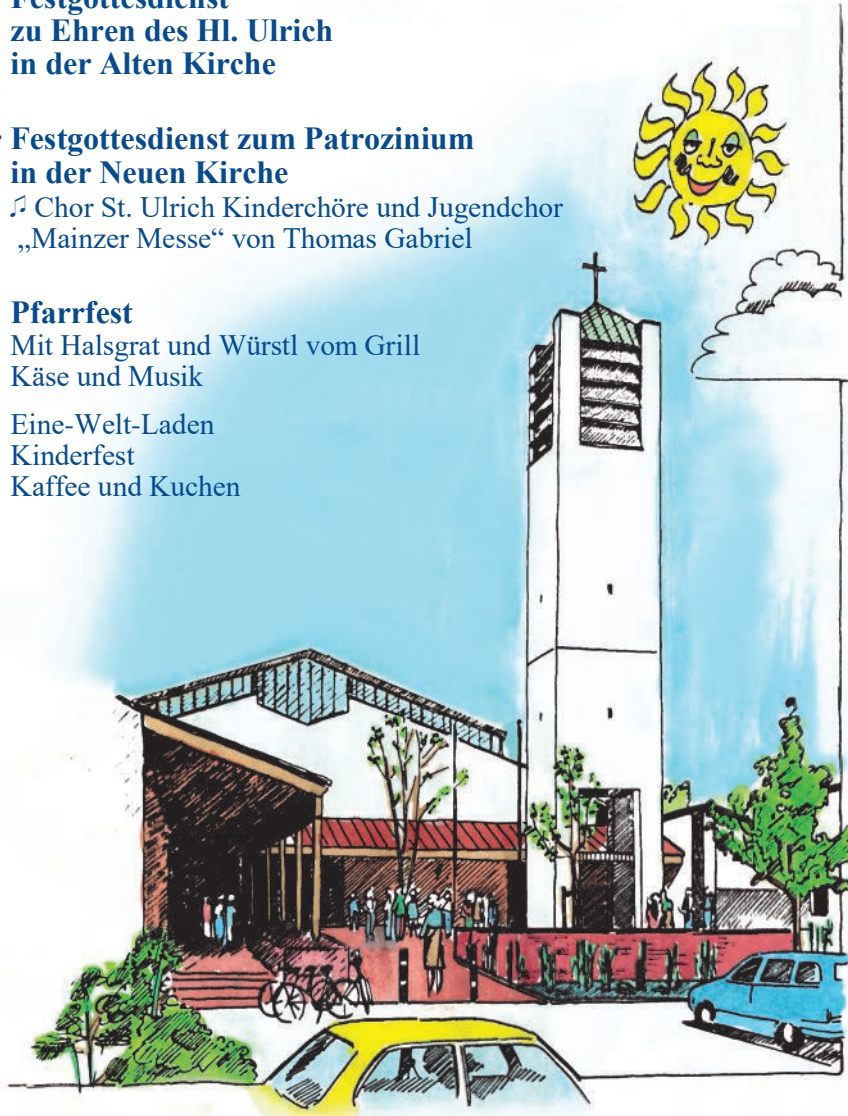 Festgottesdienst
zu Ehren des Hl. Ulrich
in der Alten Kirche
Festgottesdienst zum Patrozinium
in der Neuen Kirche
♫ Chor St. Ulrich Kinderchöre und Jugendchor
„Mainzer Messe“ von Thomas Gabriel
Pfarrfest
Mit Halsgrat und Würstl vom Grill
Käse und Musik
Eine-Welt-Laden
Kinderfest
Kaffee und Kuchen